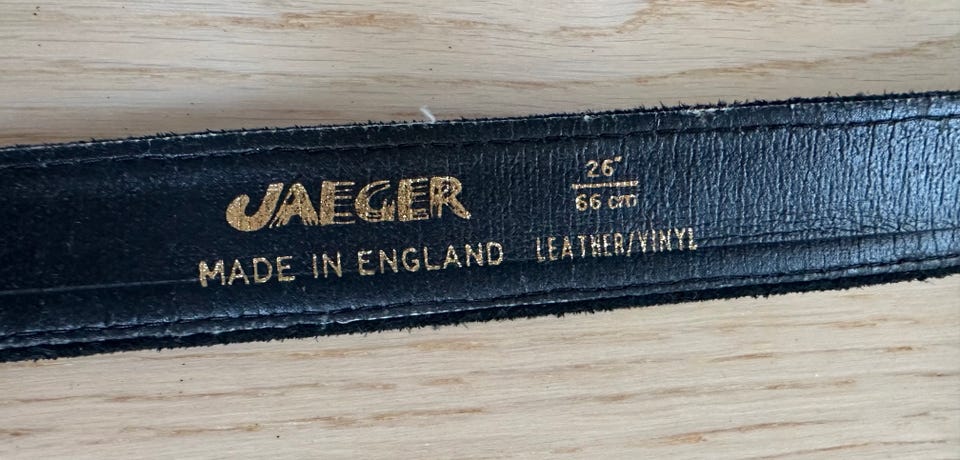 JAEGER
MADE IN ENGLAND
26"
66 cm
LEATHER/VINYL